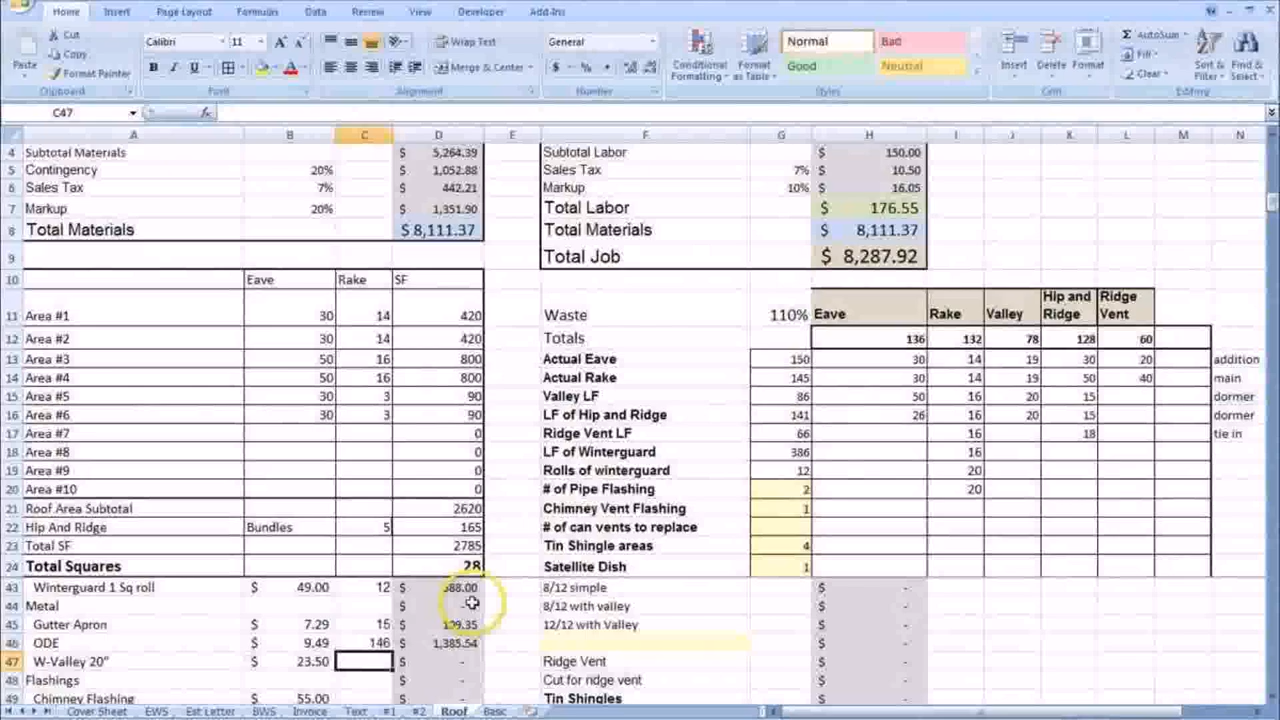 Home Insert Page Layout Formulas Data Review View Developer Add-Ins
Paste Cut Copy Format Painter Clipboard
Calibri 11 B I U Font
Wrap Text Merge & Center Alignment
General $ % , Number
Conditional Formatting Format as Table Normal Bad Good Neutral Styles
Insert Delete Format Cells
AutoSum Fill Clear Sort & Filter Find & Select Editing
C47 fx
A B C D E F G H I J K L M N
4 Subtotal Materials $ 5,264.39 Subtotal Labor $ 150.00
5 Contingency 20% $ 1,052.88 Sales Tax 7% $ 10.50
6 Sales Tax 7% $ 442.21 Markup 10% $ 16.05
7 Markup 20% $ 1,351.90 Total Labor $ 176.55
8 Total Materials $ 8,111.37 Total Materials $ 8,111.37
9 Total Job $ 8,287.92
10 Eave Rake SF
11 Area #1 30 14 420 Waste 110% Eave Rake Valley Hip and Ridge Ridge Vent
12 Area #2 30 14 420 Totals 136 132 78 128 60
13 Area #3 50 16 800 Actual Eave 150 30 14 19 30 20 addition
14 Area #4 50 16 800 Actual Rake 145 30 14 19 50 40 main
15 Area #5 30 3 90 Valley LF 86 50 16 20 15 dormer
16 Area #6 30 3 90 LF of Hip and Ridge 141 26 16 20 15 dormer
17 Area #7 0 Ridge Vent LF 66 16 18 tie in
18 Area #8 0 LF of Winterguard 386 16
19 Area #9 0 Rolls of winterguard 12 20
20 Area #10 0 # of Pipe Flashing 2 20
21 Roof Area Subtotal 2620 Chimney Vent Flashing 1
22 Hip And Ridge Bundles 5 165 # of can vents to replace
23 Total SF 2785 Tin Shingle areas 4
24 Total Squares 28 Satellite Dish 1
43 Winterguard 1 Sq roll $ 49.00 12 $ 588.00 8/12 simple $ -
44 Metal $ - 8/12 with valley $ -
45 Gutter Apron $ 7.29 15 $ 109.35 12/12 with Valley $ -
46 ODE $ 9.49 146 $ 1,385.54
47 W-Valley 20" $ 23.50 $ - Ridge Vent $ -
48 Flashings $ - Cut for ridge vent $ -
49 Chimney Flashing $ 55.00 $ - Tin Shingles $ -
Cover Sheet EWS Est Letter BWS Invoice Text #1 #2 Roof Basic